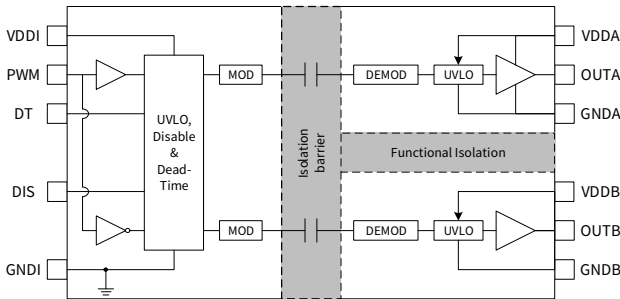 VDDI
PWM
DT
DIS
GNDI
UVLO,
Disable
&
Dead-
Time
MOD
MOD
Isolation
barrier
DEMOD
UVLO
Functional Isolation
DEMOD
UVLO
VDDA
OUTA
GNDA
VDDB
OUTB
GNDB